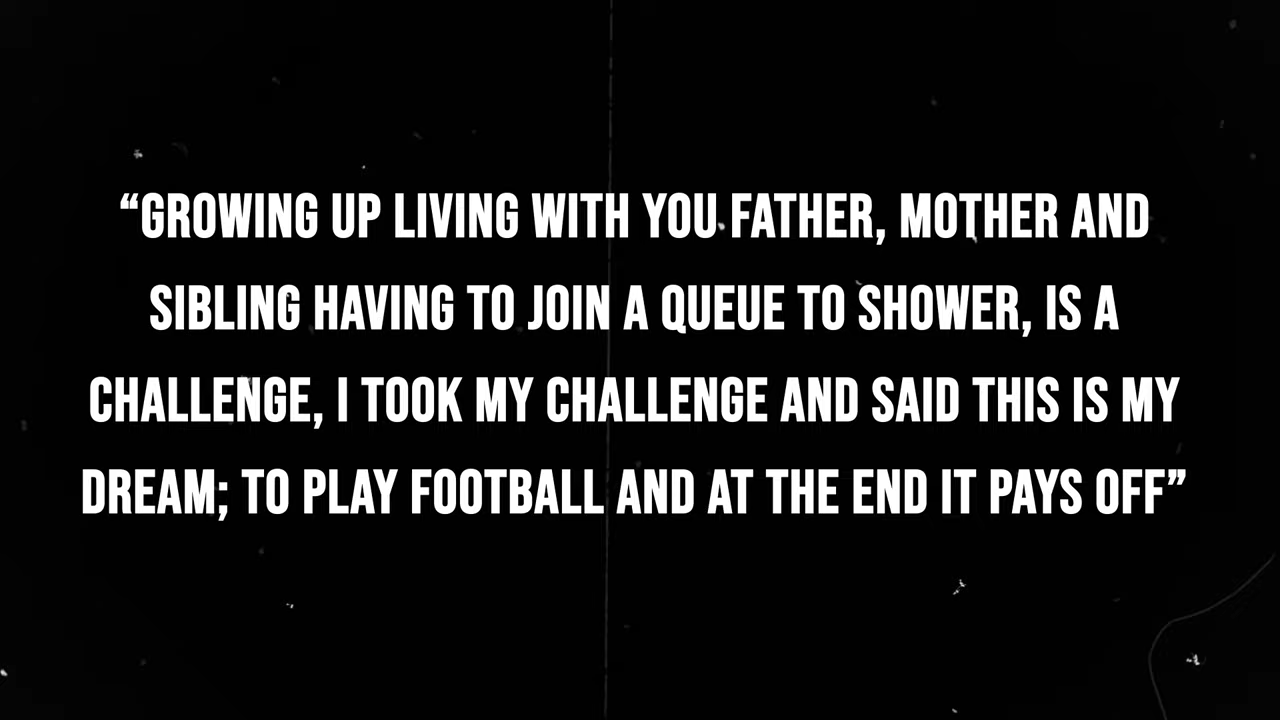 “GROWING UP LIVING WITH YOU FATHER, MOTHER AND
SIBLING HAVING TO JOIN A QUEUE TO SHOWER, IS A
CHALLENGE, I TOOK MY CHALLENGE AND SAID THIS IS MY
DREAM; TO PLAY FOOTBALL AND AT THE END IT PAYS OFF”